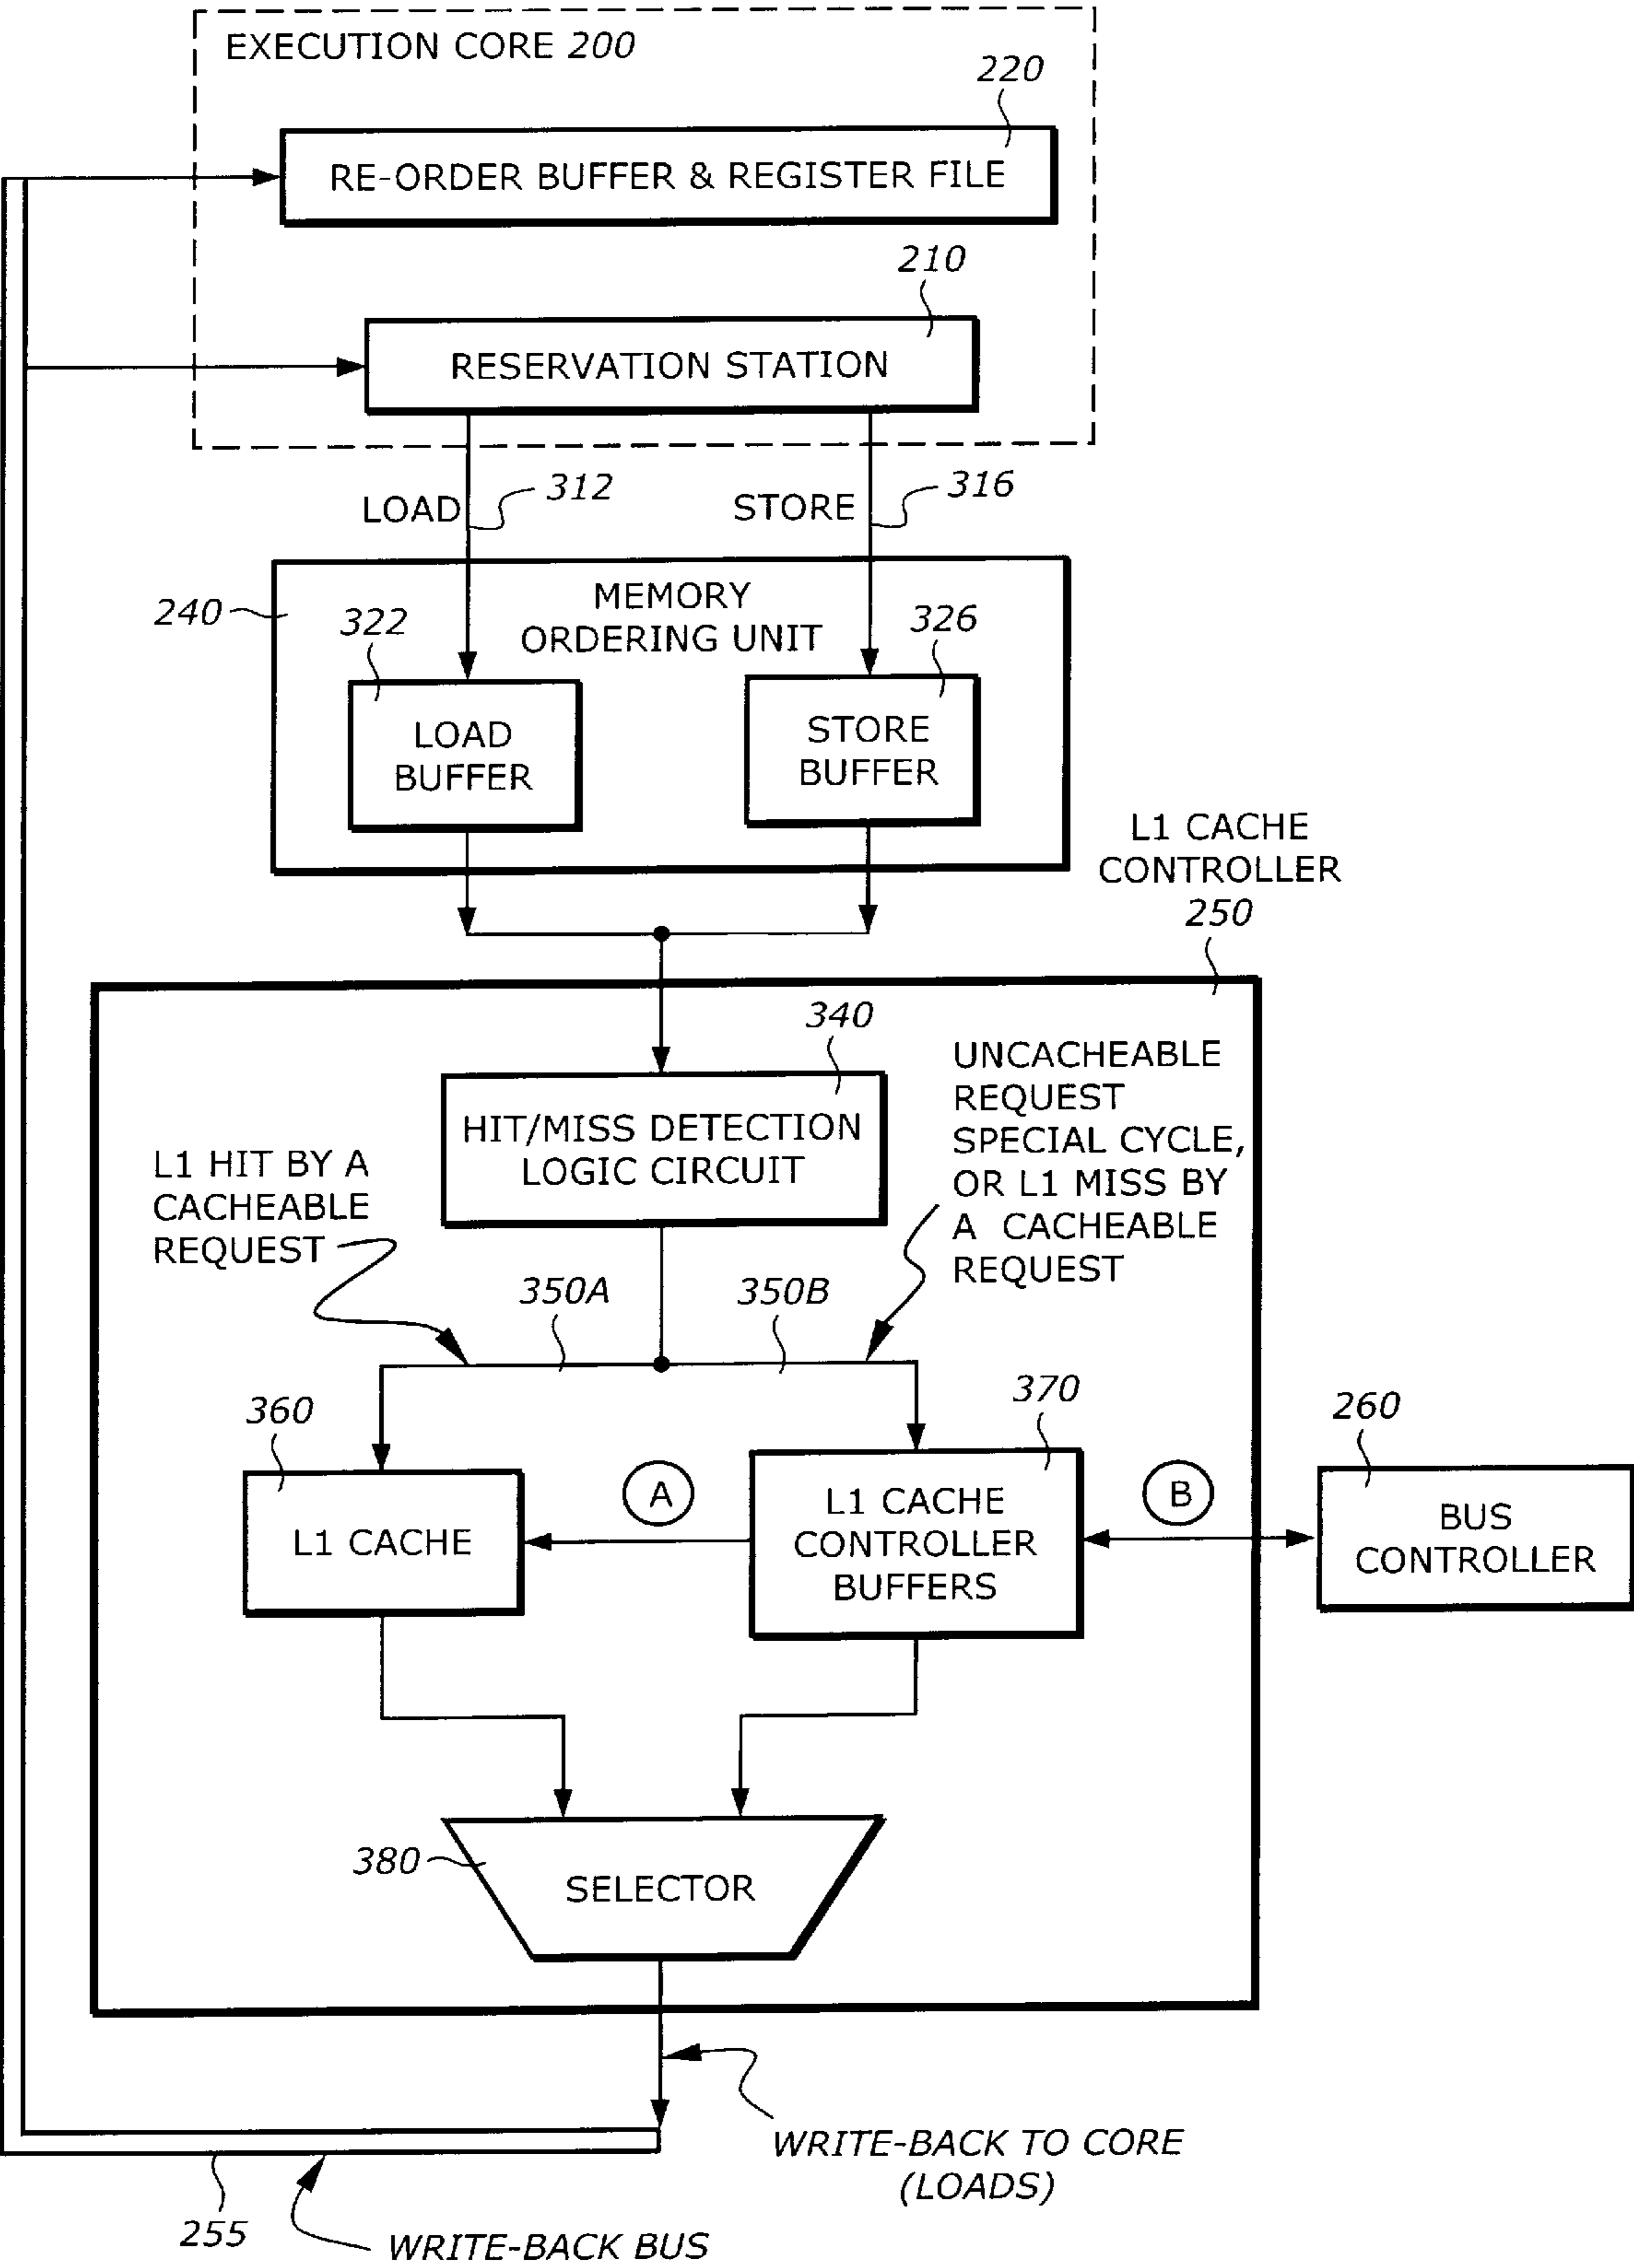 EXECUTION CORE 200
220
RE-ORDER BUFFER & REGISTER FILE
210
RESERVATION STATION
LOAD
312
STORE
316
240
MEMORY
ORDERING UNIT
322
326
LOAD
BUFFER
STORE
BUFFER
L1 CACHE
CONTROLLER
250
340
HIT/MISS DETECTION
LOGIC CIRCUIT
UNCACHEABLE
REQUEST
SPECIAL CYCLE,
OR L1 MISS BY
A CACHEABLE
REQUEST
L1 HIT BY A
CACHEABLE
REQUEST
350A
350B
360
370
260
L1 CACHE
A
L1 CACHE
CONTROLLER
BUFFERS
B
BUS
CONTROLLER
380
SELECTOR
WRITE-BACK TO CORE
(LOADS)
255
WRITE-BACK BUS